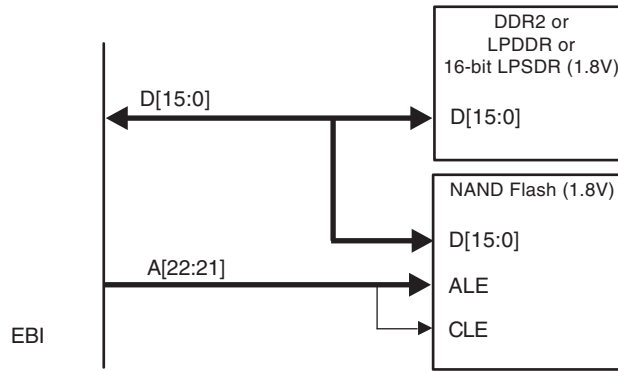 DDR2 or
LPDDR or
16-bit LPSDR (1.8V)
D[15:0]
D[15:0]
NAND Flash (1.8V)
D[15:0]
A[22:21]
ALE
CLE
EBI